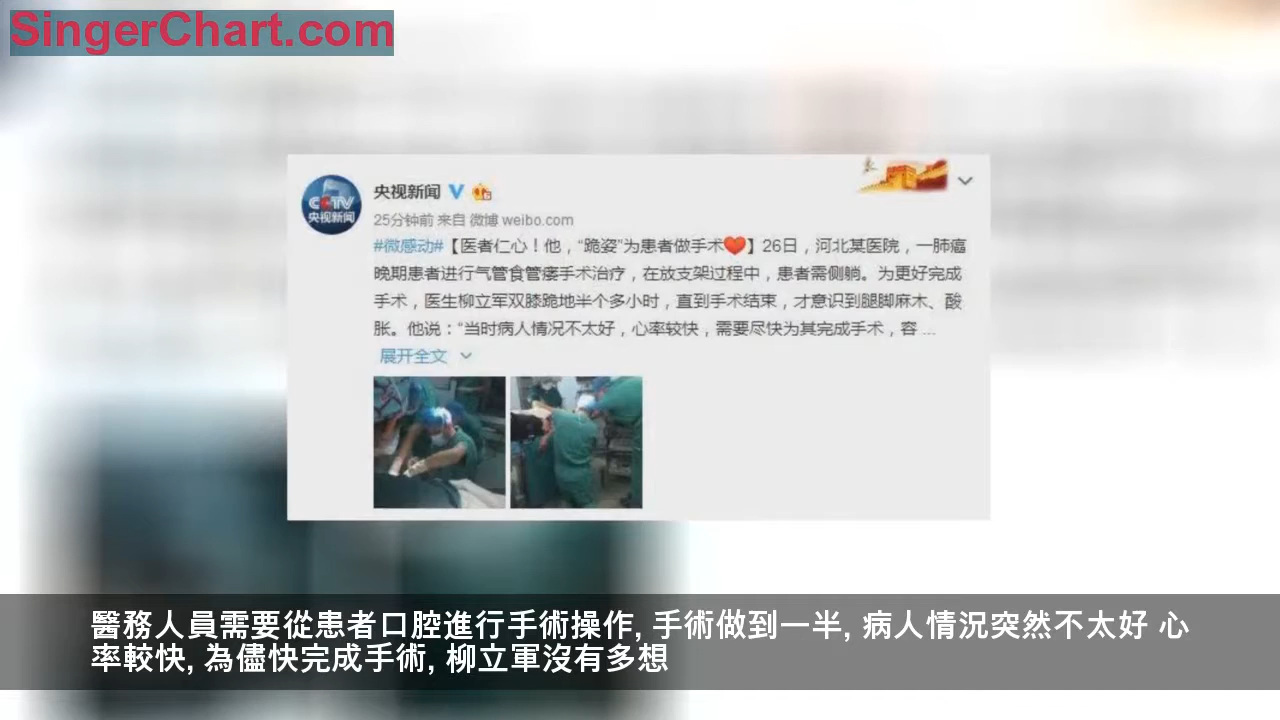 SingerChart.com
CCTV
央视新闻
央视新闻
25分钟前 来自 微博 weibo.com
#微感动#【医者仁心！他，“跪姿”为患者做手术❤】26日，河北某医院，一肺癌
晚期患者进行气管食管瘘手术治疗，在放支架过程中，患者需侧躺。为更好完成
手术，医生柳立军双膝跪地半个多小时，直到手术结束，才意识到腿脚麻木、酸
胀。他说：“当时病人情况不太好，心率较快，需要尽快为其完成手术，容 ...
展开全文
醫務人員需要從患者口腔進行手術操作, 手術做到一半, 病人情況突然不太好 心
率較快, 為儘快完成手術, 柳立軍沒有多想